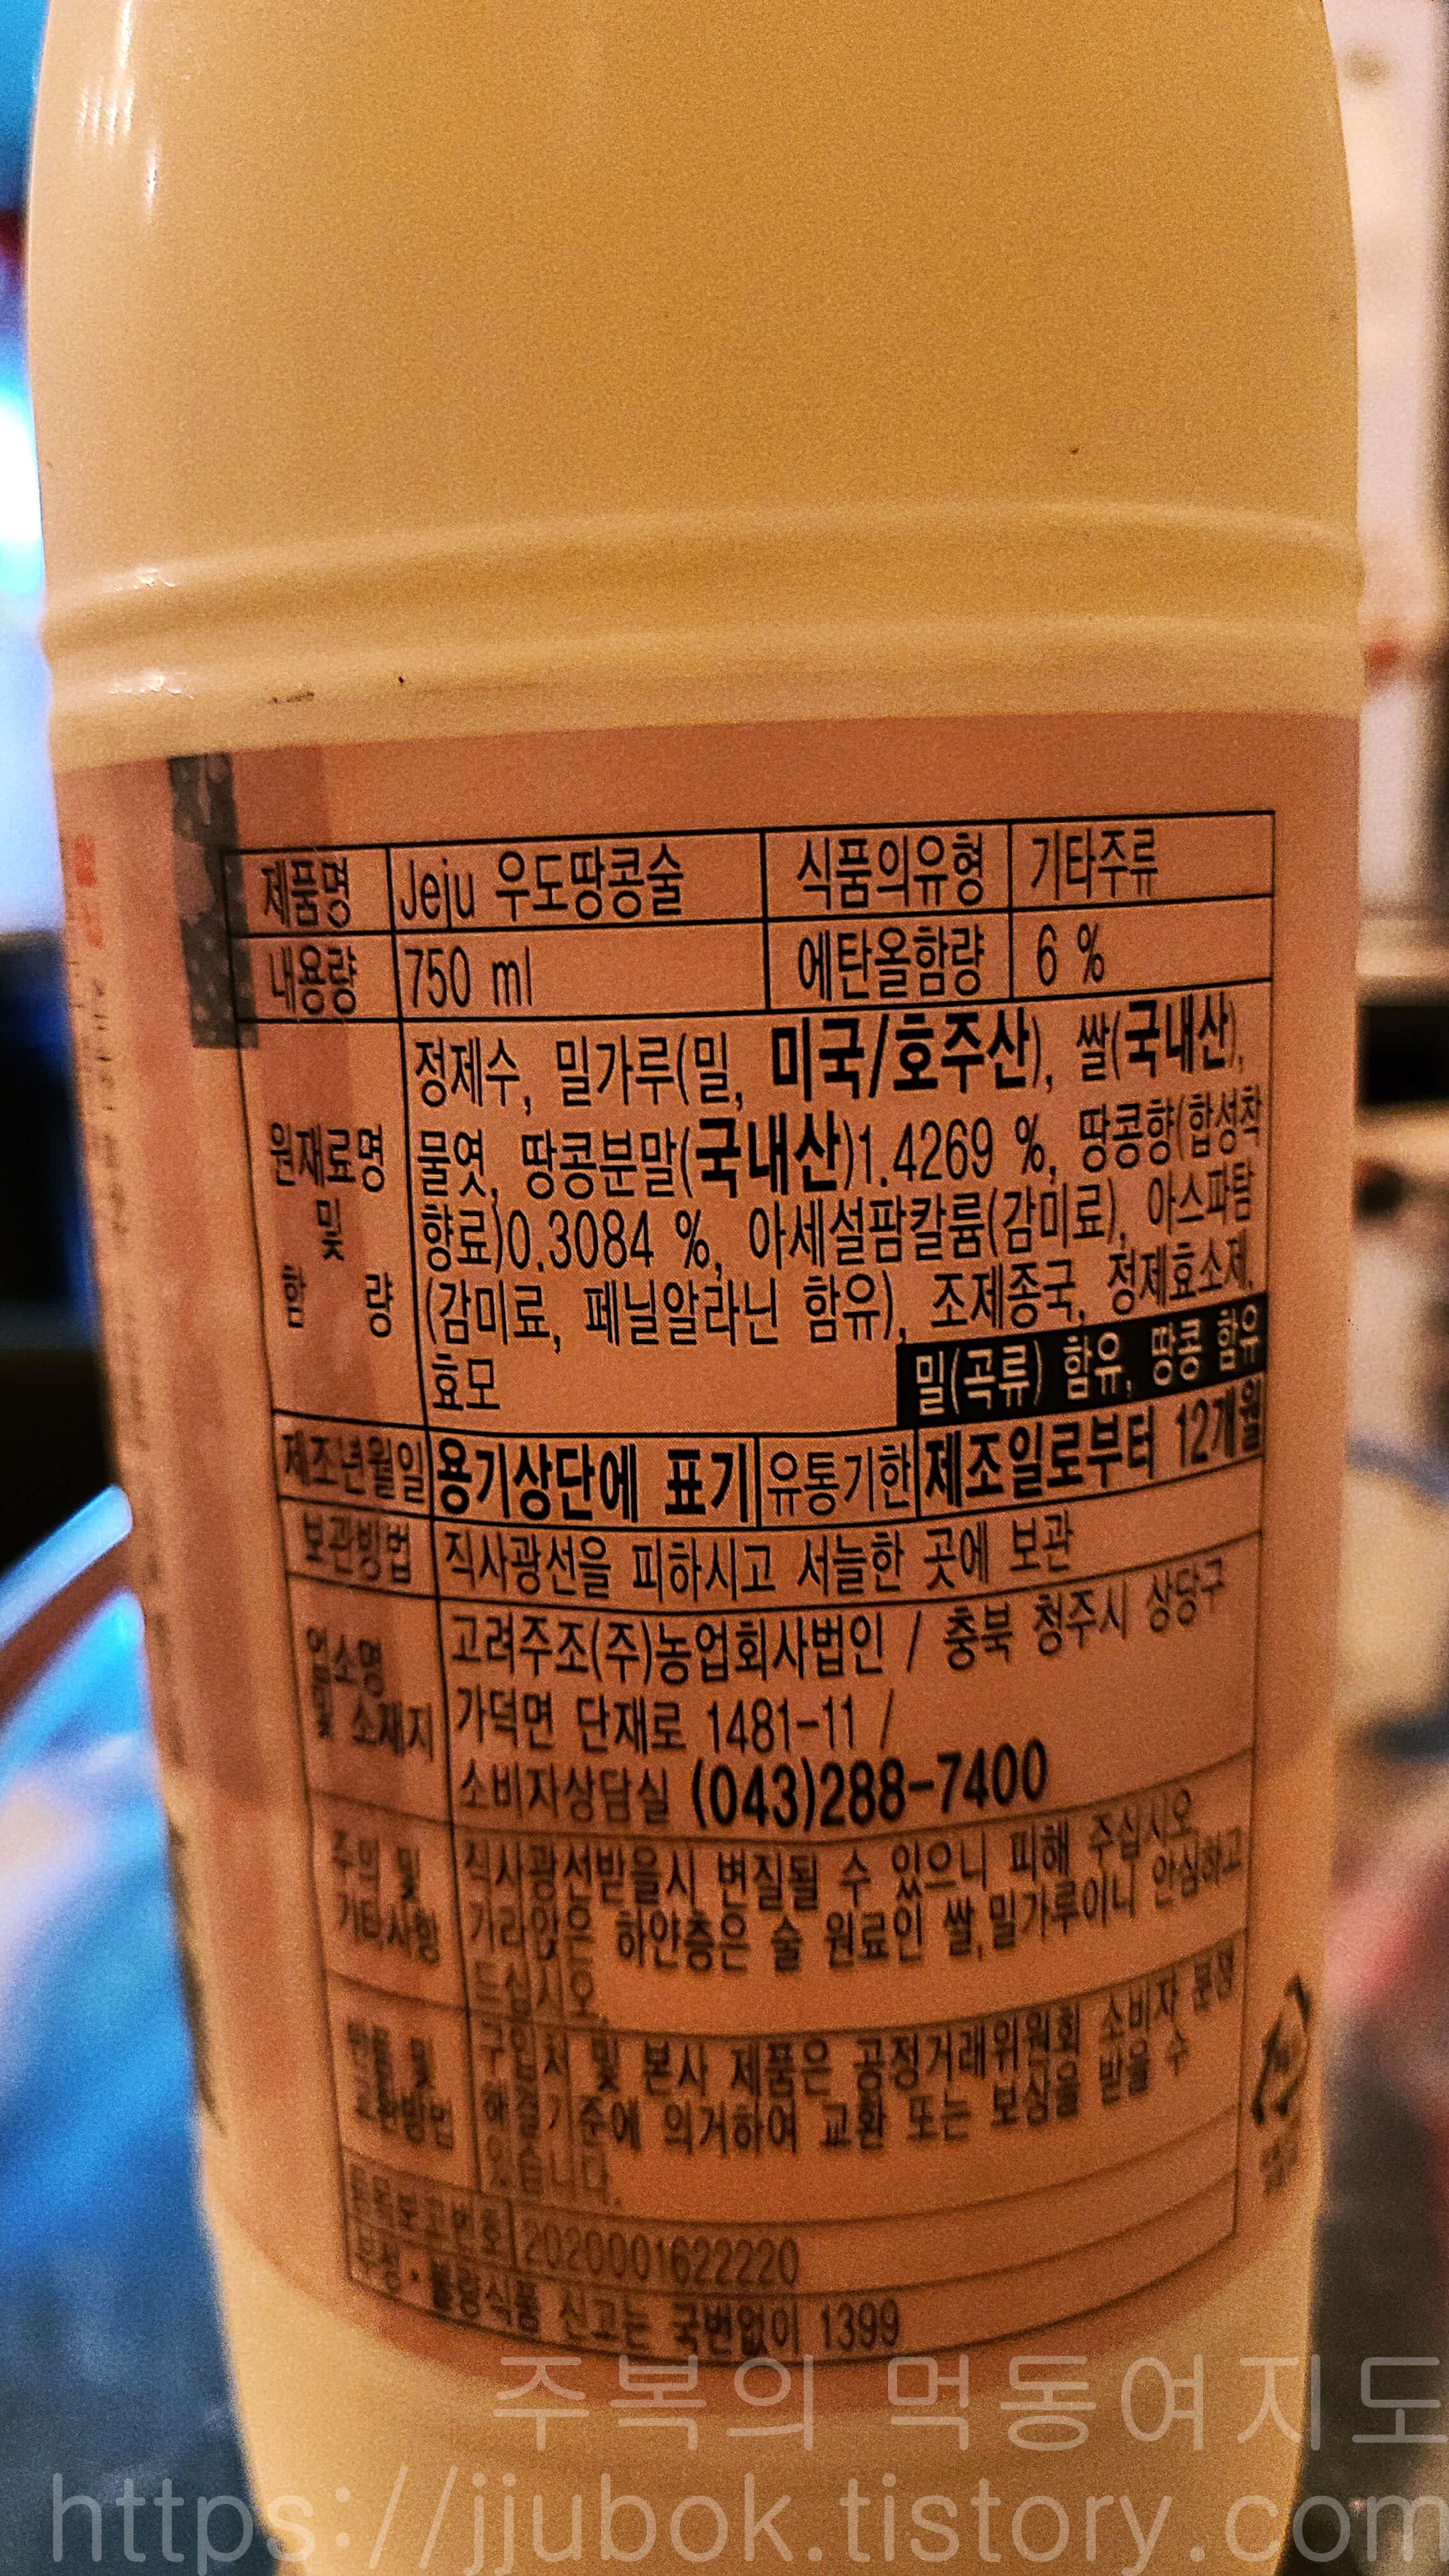 제품명 Jeju 우도땅콩술 식품의유형 기타주류
내용량 750 ml 에탄올함량 6 %
원재료명 및 함 량
정제수, 밀가루(밀, 미국/호주산), 쌀(국내산),
물엿, 땅콩분말(국내산)1.4269 %, 땅콩향(합성착
향료)0.3084 %, 아세설팜칼륨(감미료), 아스파탐
(감미료, 페닐알라닌 함유), 조제종국, 정제효소제,
효모
밀(곡류) 함유, 땅콩 함유
제조년월일 용기상단에 표기 유통기한 제조일로부터 12개월
보관방법 직사광선을 피하시고 서늘한 곳에 보관
업소명 및 소재지
고려주조(주)농업회사법인 / 충북 청주시 상당구
가덕면 단재로 1481-11 /
소비자상담실 (043)288-7400
주의 및 기타사항
직사광선받을시 변질될 수 있으니 피해 주십시오.
가라앉은 하얀층은 술 원료인 쌀,밀가루이니 안심하고
드십시오.
반품 및 교환방법
구입처 및 본사 제품은 공정거래위원회 소비자 분쟁
해결기준에 의거하여 교환 또는 보상을 받을 수
있습니다.
품목보고번호 2020001622220
부정·불량식품 신고는 국번없이 1399
주복의 먹동여지도
https://jjubok.tistory.com